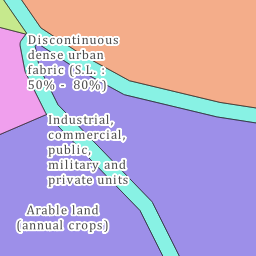 Discontinuous
dense urban
fabric (S.L. :
50% - 80%)
Industrial,
commercial,
public,
military and
private units
Arable land
(annual crops)